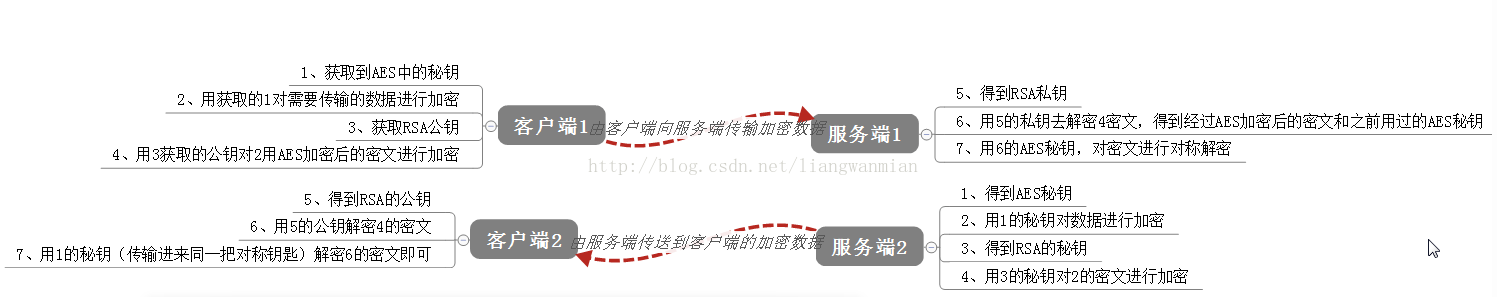 1、获取到AES中的秘钥
2、用获取的1对需要传输的数据进行加密
3、获取RSA公钥
4、用3获取的公钥对2用AES加密后的密文进行加密
客户端1
由客户端向服务端传输加密数据
服务端1
5、得到RSA私钥
6、用5的私钥去解密4密文，得到经过AES加密后的密文和之前用过的AES秘钥
7、用6的AES秘钥，对密文进行对称解密
http://blog.csdn.net/liangwanmian
5、得到RSA的公钥
6、用5的公钥解密4的密文
7、用1的秘钥（传输进来同一把对称钥匙）解密6的密文即可
客户端2
由服务端传送到客户端的加密数据
服务端2
1、得到AES秘钥
2、用1的秘钥对数据进行加密
3、得到RSA的秘钥
4、用3的秘钥对2的密文进行加密